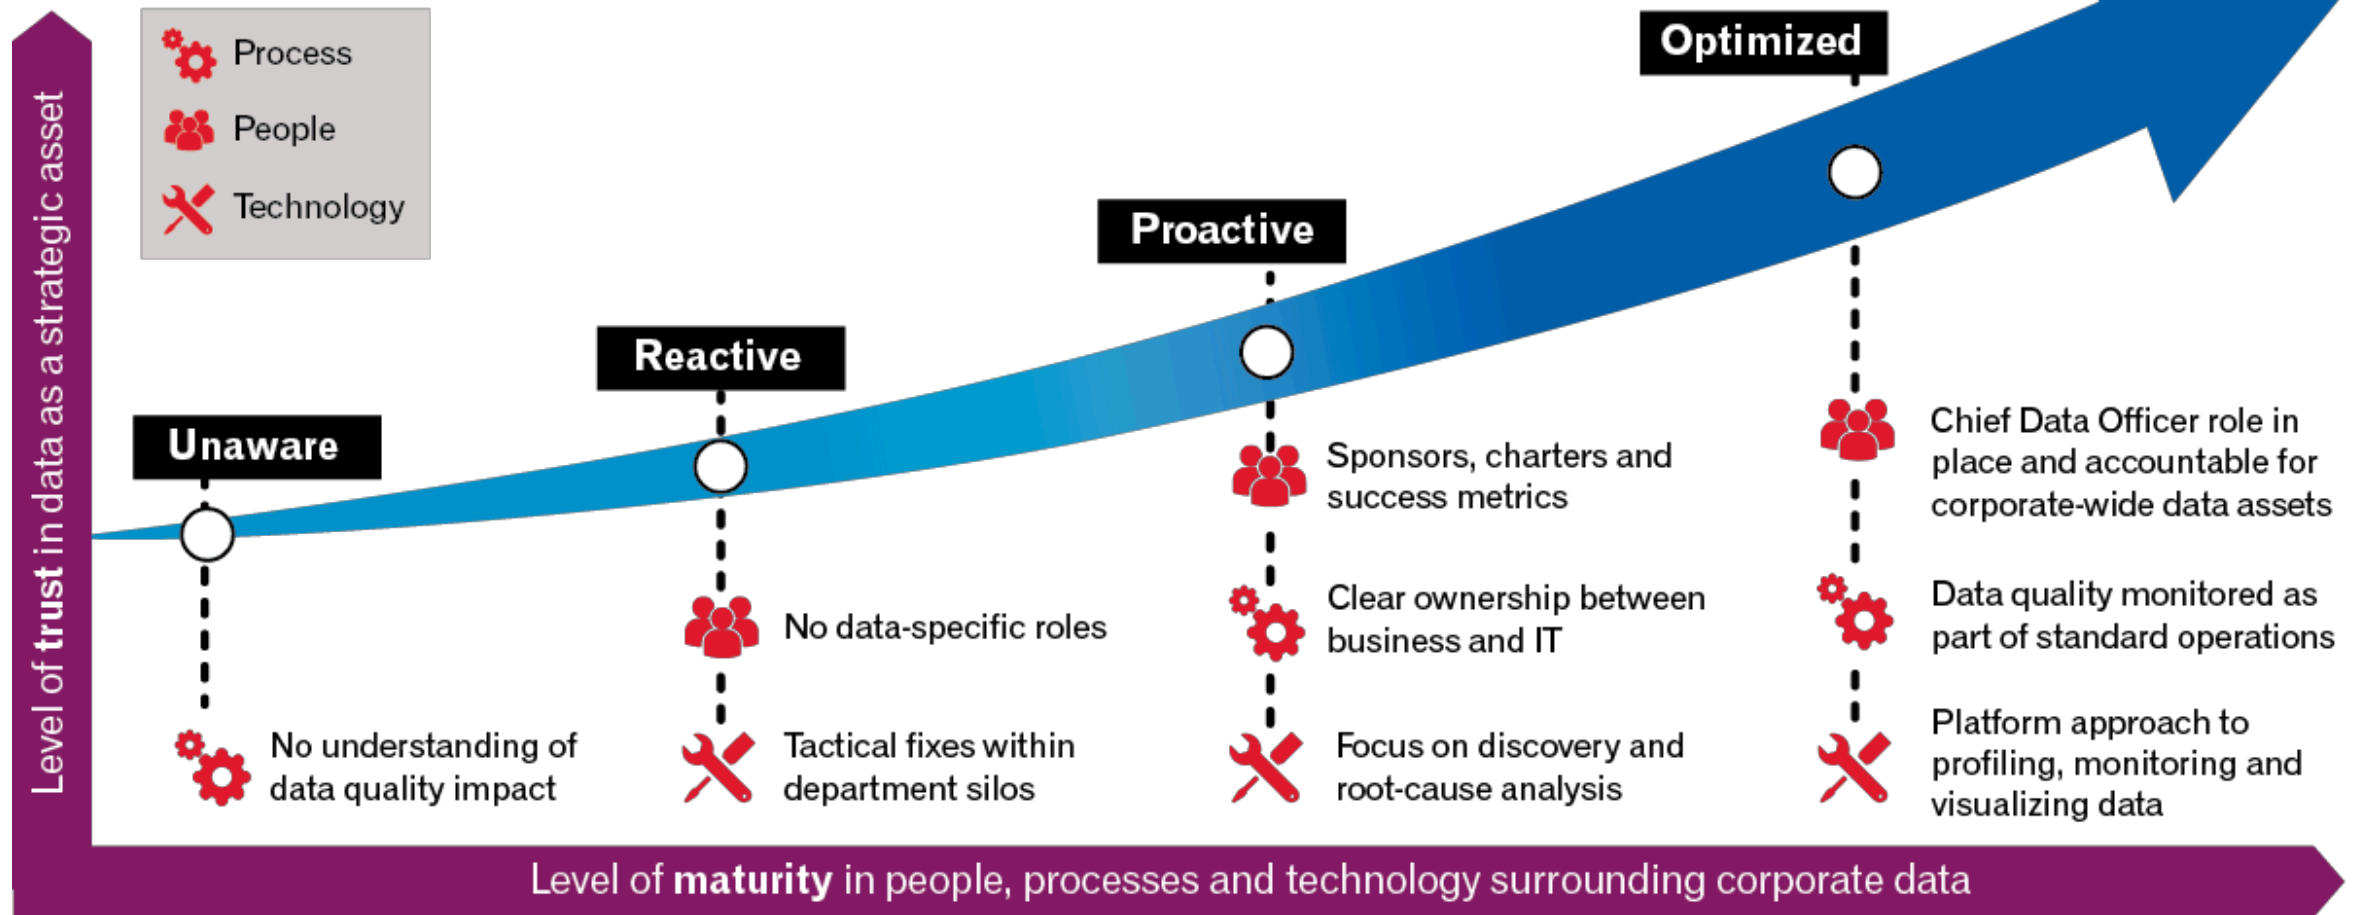 Level of trust in data as a strategic asset
Process
People
Technology
Unaware
No understanding of
data quality impact
Reactive
No data-specific roles
Tactical fixes within
department silos
Proactive
Sponsors, charters and
success metrics
Clear ownership between
business and IT
Focus on discovery and
root-cause analysis
Optimized
Chief Data Officer role in
place and accountable for
corporate-wide data assets
Data quality monitored as
part of standard operations
Platform approach to
profiling, monitoring and
visualizing data
Level of maturity in people, processes and technology surrounding corporate data